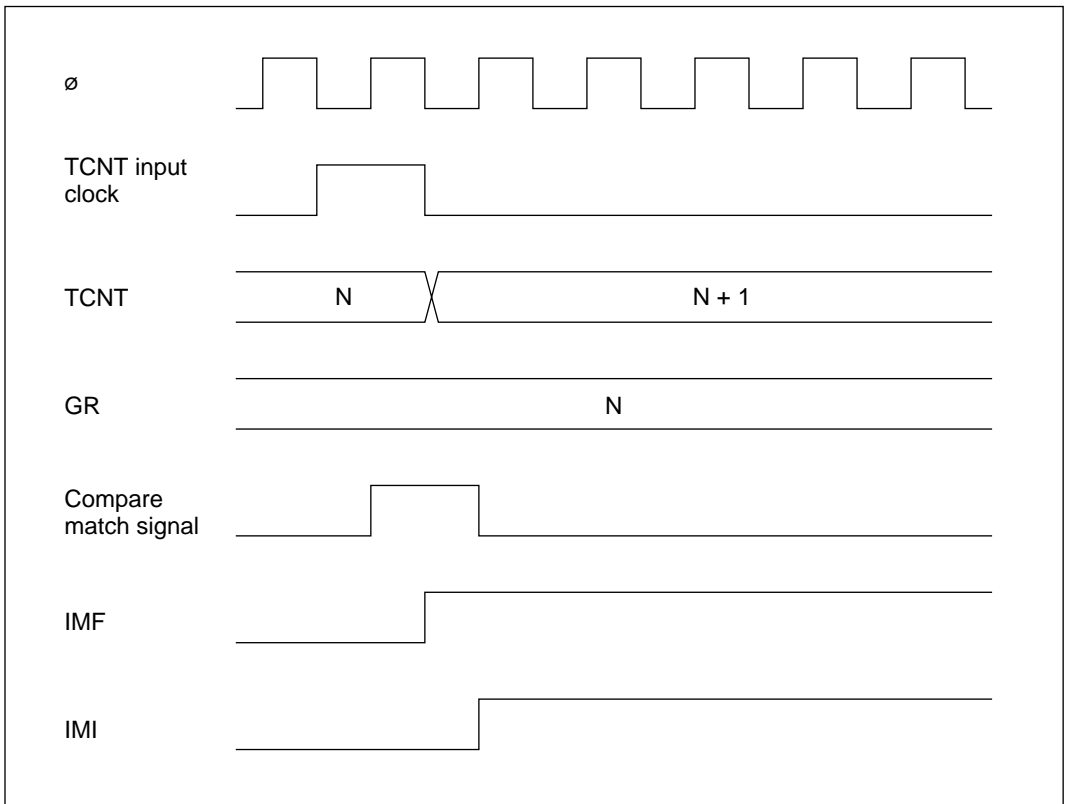 ø
TCNT input
clock
TCNT
N
N + 1
GR
N
Compare
match signal
IMF
IMI